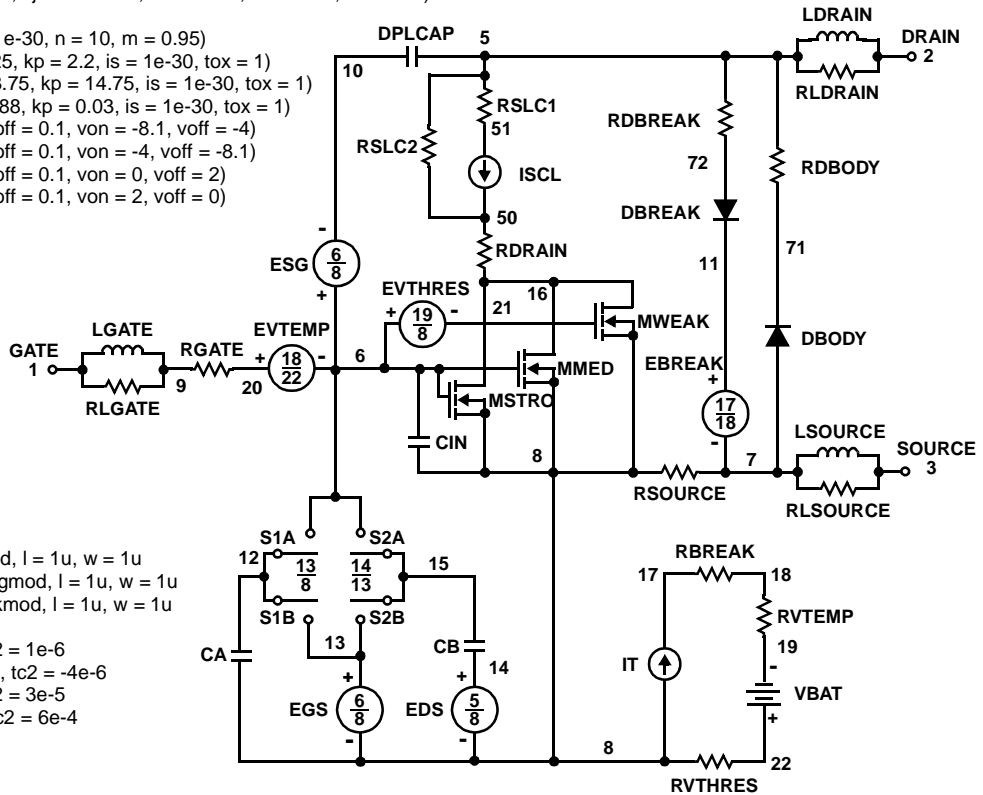 e-30, n = 10, m = 0.95)
25, kp = 2.2, is = 1e-30, tox = 1)
3.75, kp = 14.75, is = 1e-30, tox = 1)
88, kp = 0.03, is = 1e-30, tox = 1)
off = 0.1, von = -8.1, voff = -4)
off = 0.1, von = -4, voff = -8.1)
off = 0.1, von = 0, voff = 2)
off = 0.1, von = 2, voff = 0)
LDRAIN
DRAIN
2
RLDRAIN
DPLCAP
5
10
RSLC1
51
RSLC2
ISCL
50
RDRAIN
RDBREAK
72
DBREAK
11
RDBODY
71
DBODY
-
ESG
6
8
+
EVTHRES
+
19
8
-
21
16
MWEAK
MMED
MSTRO
EBREAK
+
17
18
-
LGATE
GATE
1
RLGATE
9
RGATE
20
EVTEMP
+
18
22
-
6
CIN
8
RSOURCE
7
LSOURCE
SOURCE
3
RLSOURCE
S1A
S2A
12
13
8
14
13
15
S1B
S2B
13
CA
CB
14
+
EGS
6
8
-
+
EDS
5
8
-
8
RBREAK
17
18
RVTEMP
19
-
IT
VBAT
+
22
RVTHRES
d, l = 1u, w = 1u
gmod, l = 1u, w = 1u
kmod, l = 1u, w = 1u
2 = 1e-6
, tc2 = -4e-6
2 = 3e-5
c2 = 6e-4